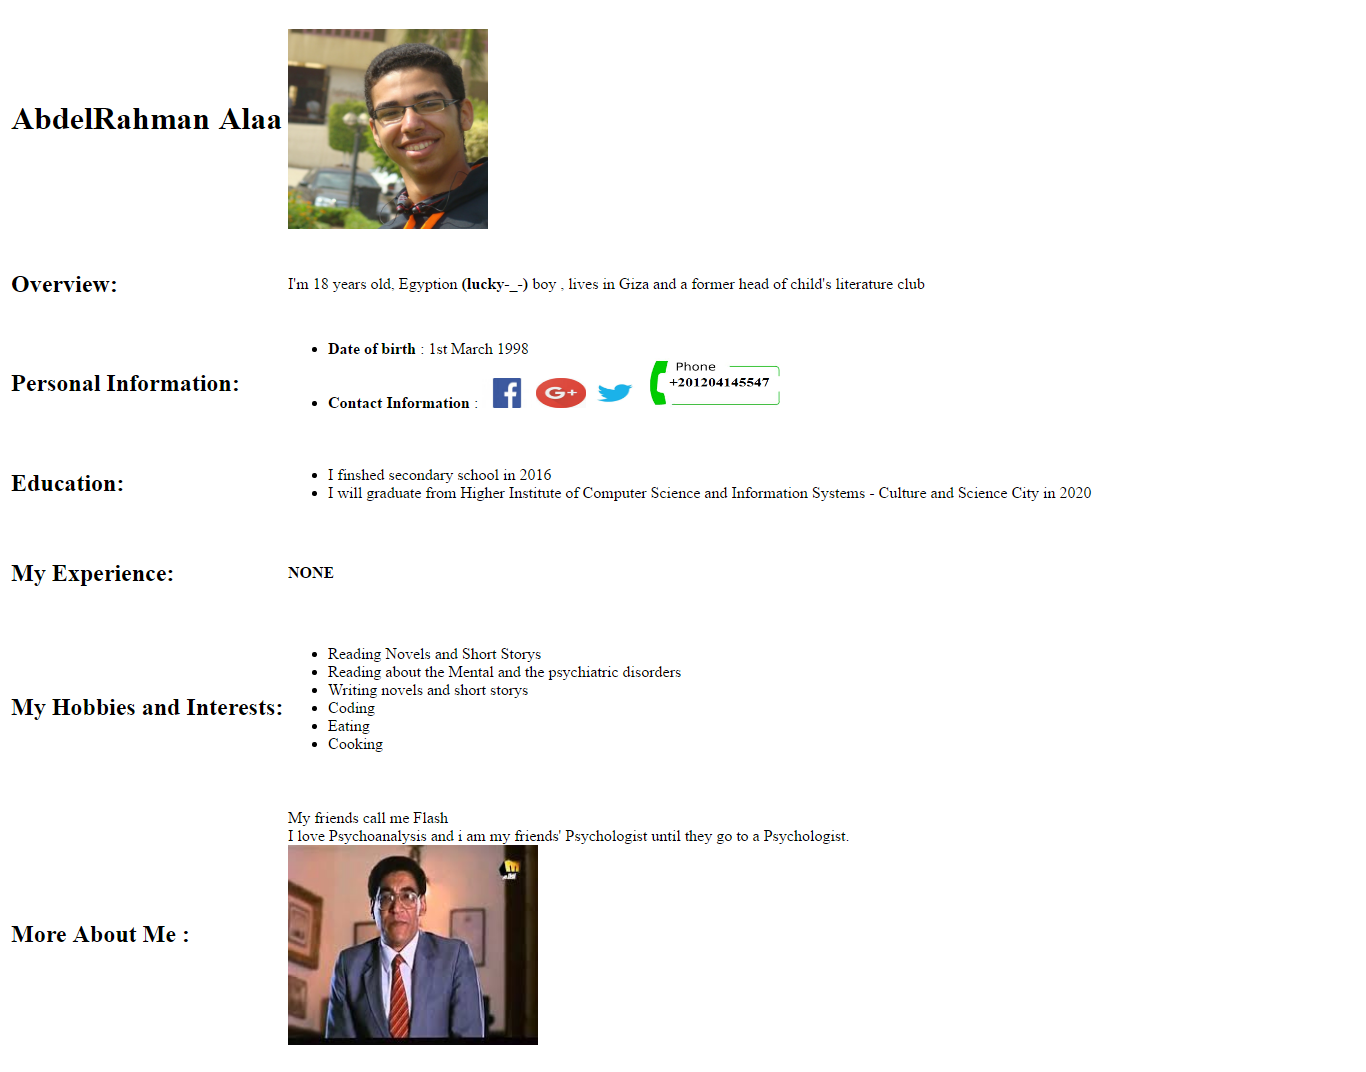 AbdelRahman Alaa
Overview:
I'm 18 years old, Egyption (lucky-_-) boy , lives in Giza and a former head of child's literature club
Personal Information:
Date of birth : 1st March 1998
Contact Information :
G+
Phone
+201204145547
Education:
I finshed secondary school in 2016
I will graduate from Higher Institute of Computer Science and Information Systems - Culture and Science City in 2020
My Experience:
NONE
My Hobbies and Interests:
Reading Novels and Short Storys
Reading about the Mental and the psychiatric disorders
Writing novels and short storys
Coding
Eating
Cooking
More About Me :
My friends call me Flash
I love Psychoanalysis and i am my friends' Psychologist until they go to a Psychologist.